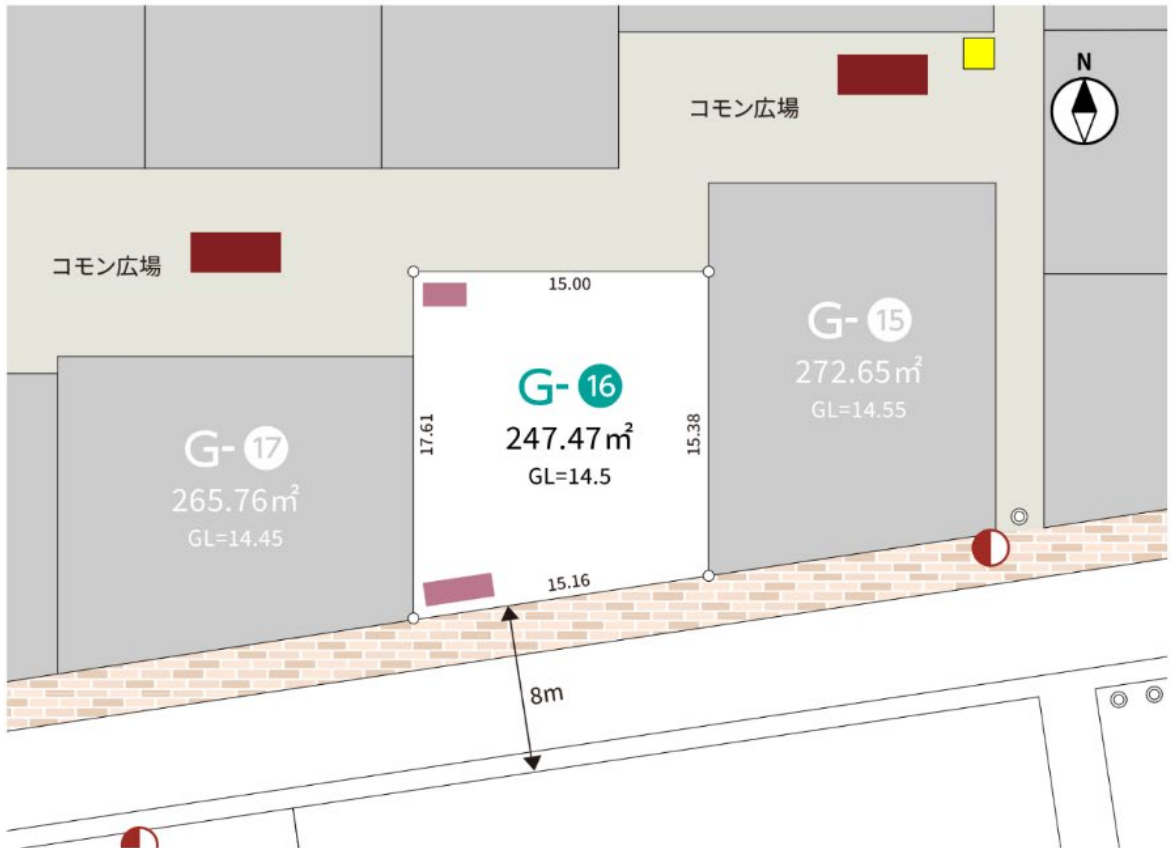 N
コモン広場
コモン広場
15.00
G- 15
272.65㎡
GL=14.55
G- 16
247.47㎡
GL=14.5
17.61
15.38
G- 17
265.76㎡
GL=14.45
15.16
8m